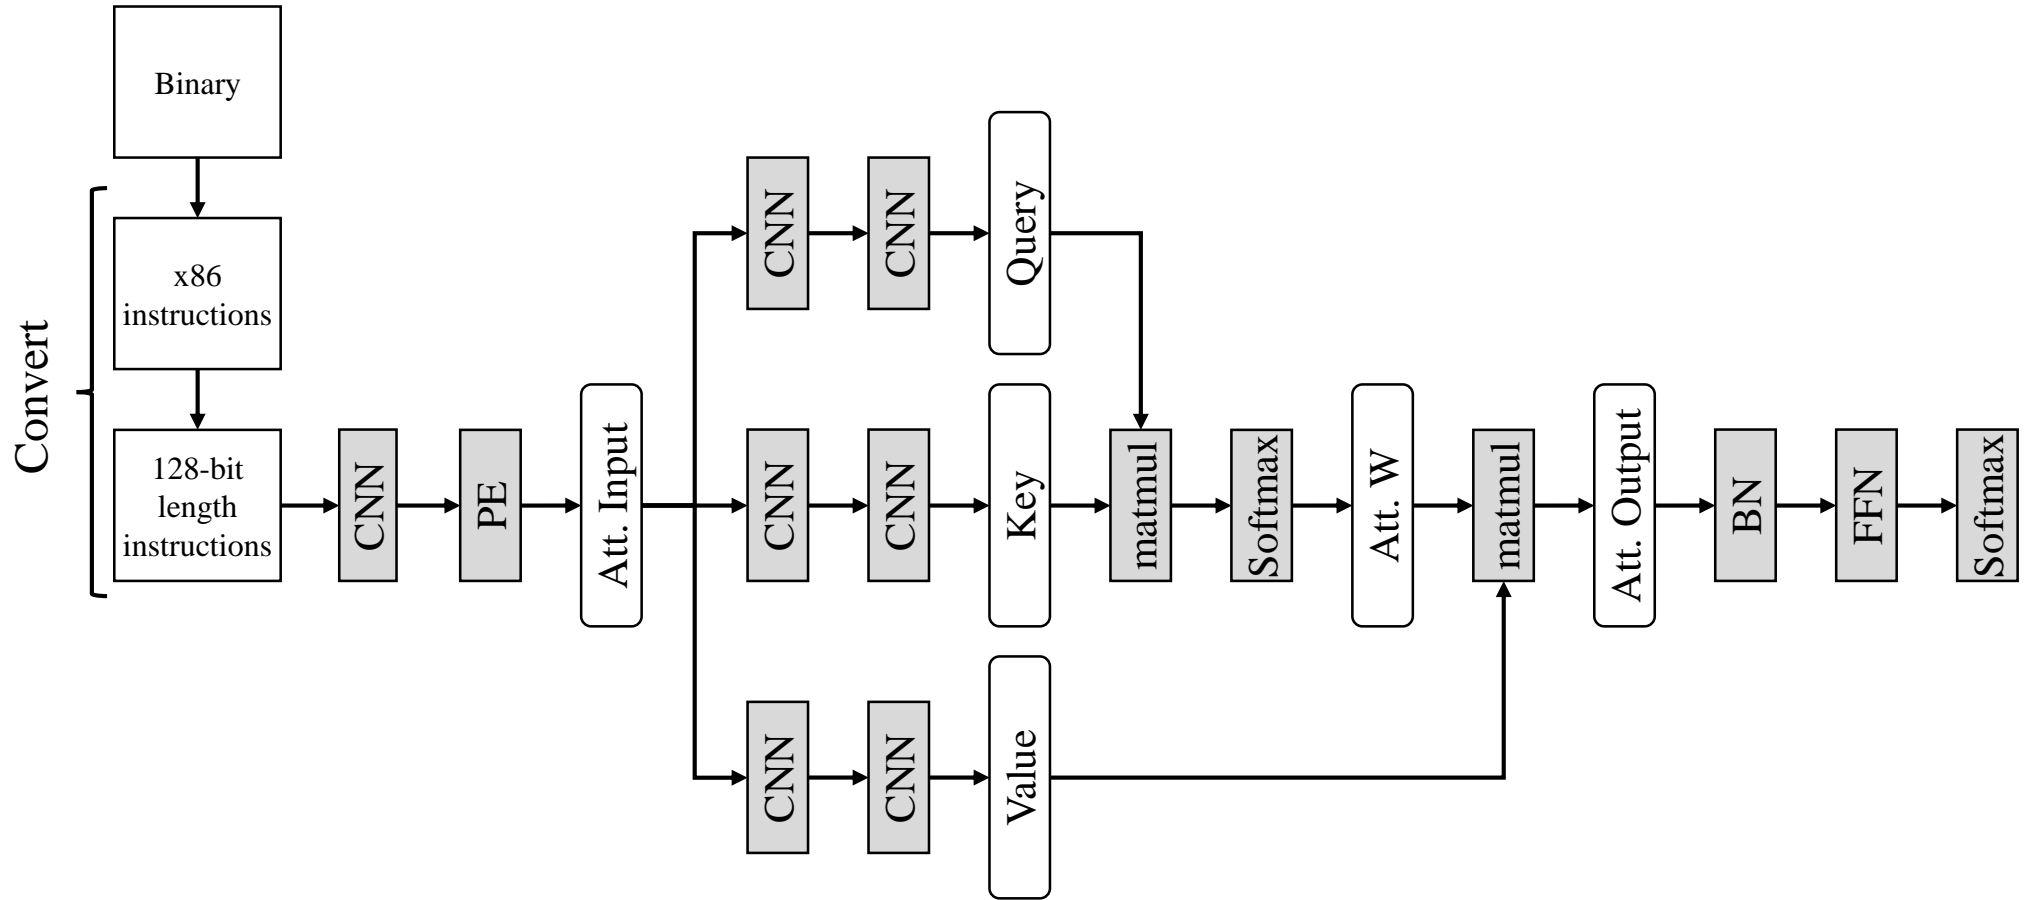 Binary
Convert
x86
instructions
128-bit
length
instructions
CNN
PE
Att. Input
CNN
CNN
Query
CNN
CNN
Key
CNN
CNN
Value
matmul
Softmax
Att. W
matmul
Att. Output
BN
FFN
Softmax